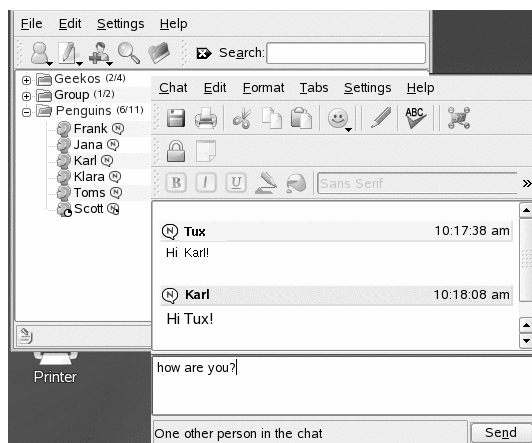 File Edit Settings Help
Search:
Geekos (2/4)
Group (1/2)
Penguins (6/11)
Frank
Jana
Karl
Klara
Toms
Scott
Chat Edit Format Tabs Settings Help
ABC
B I U Sans Serif »
N Tux 10:17:38 am
Hi Karl!
N Karl 10:18:08 am
Hi Tux!
how are you?
One other person in the chat Send
Printer